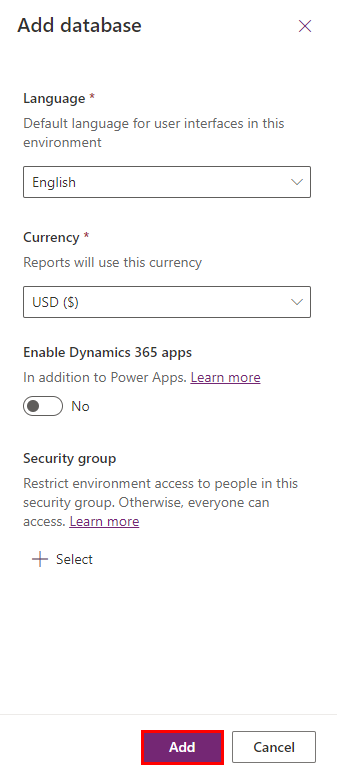 Add database
Language *
Default language for user interfaces in this
environment
English
Currency *
Reports will use this currency
USD ($)
Enable Dynamics 365 apps
In addition to Power Apps. Learn more
No
Security group
Restrict environment access to people in this
security group. Otherwise, everyone can
access. Learn more
Select
Add
Cancel